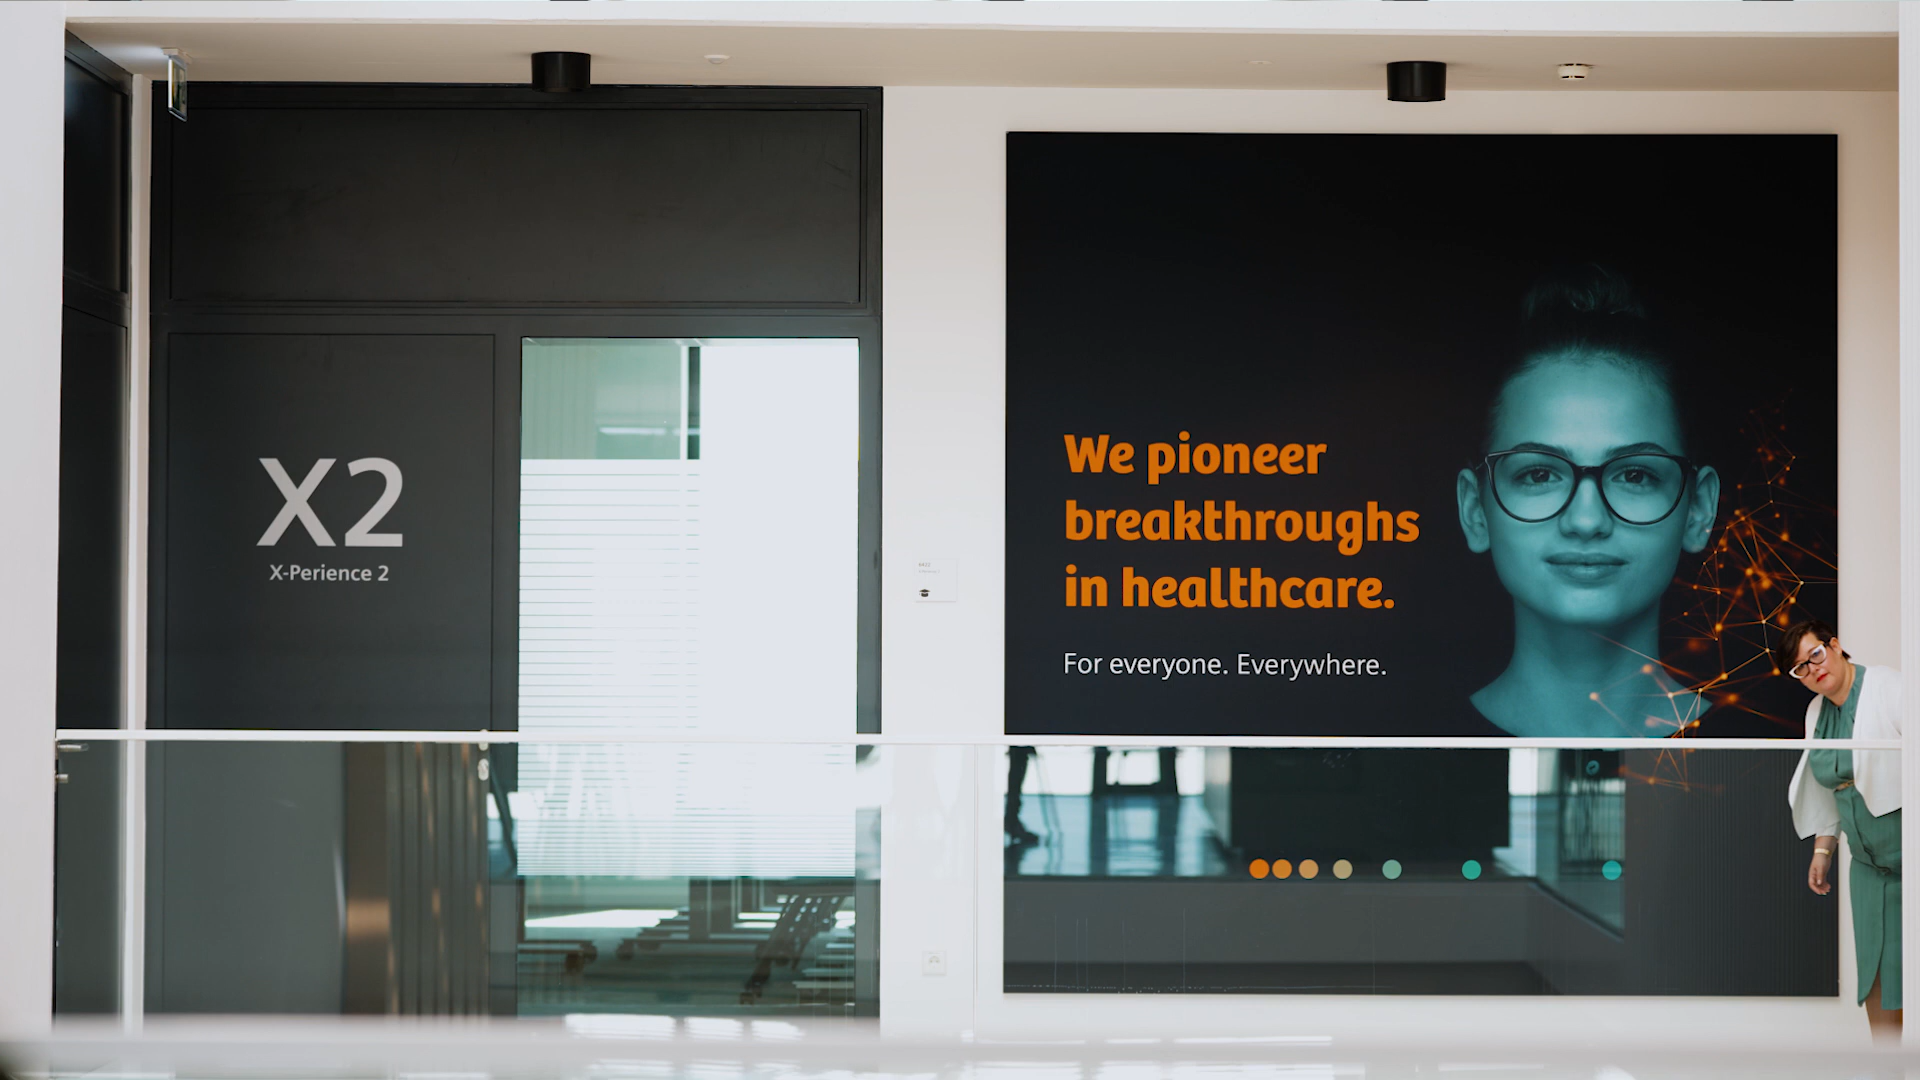 X2
X-Perience 2
We pioneer
breakthroughs
in healthcare.
For everyone. Everywhere.